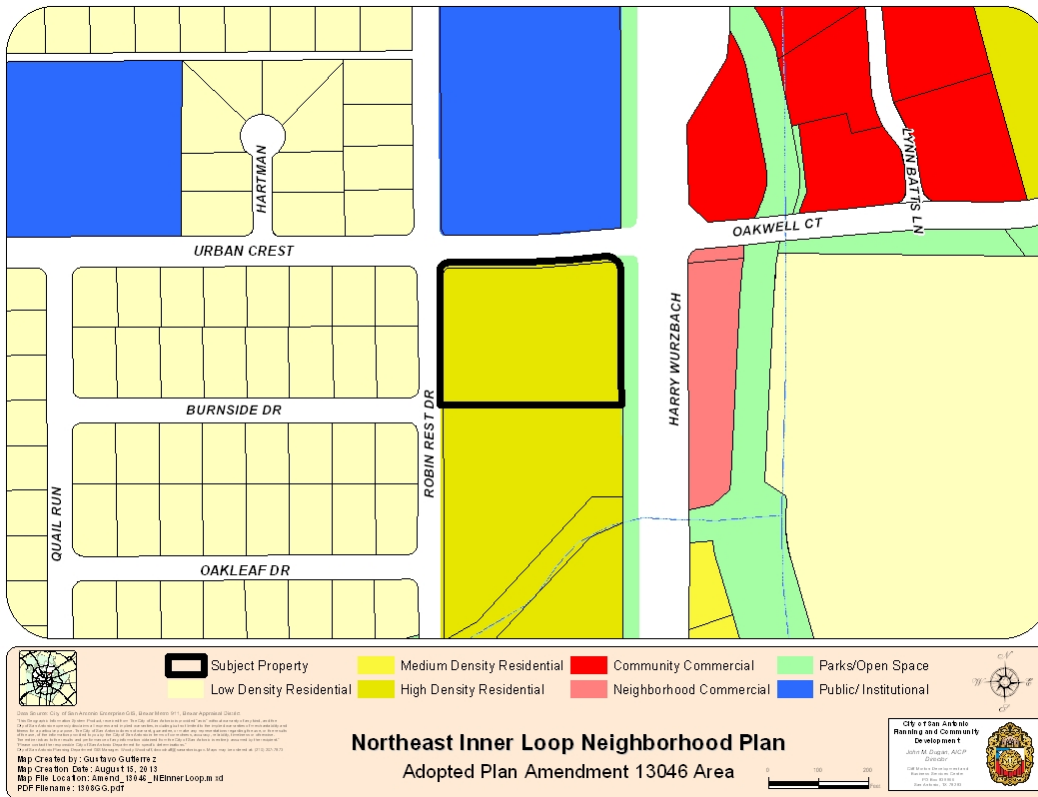 HARTMAN
LYNN BATTS LN
OAKWELL CT
URBAN CREST
HARRY WURZBACH
BURNSIDE DR
ROBIN REST DR
QUAIL RUN
OAKLEAF DR
Subject Property
Medium Density Residential
Community Commercial
Parks/Open Space
Low Density Residential
High Density Residential
Neighborhood Commercial
Public/ Institutional
N
W
E
S
Map Created by: Gustavo Gutierrez
Map Creation Date: August 15, 2013
Map File Location: Amend_13046_NEInnerLoop.mxd
PDF Filename: 1308GG.pdf
Northeast Inner Loop Neighborhood Plan
Adopted Plan Amendment 13046 Area
0 100 200
Feet
City of San Antonio
Planning and Community
Development
John M. Dugan, AICP
Director